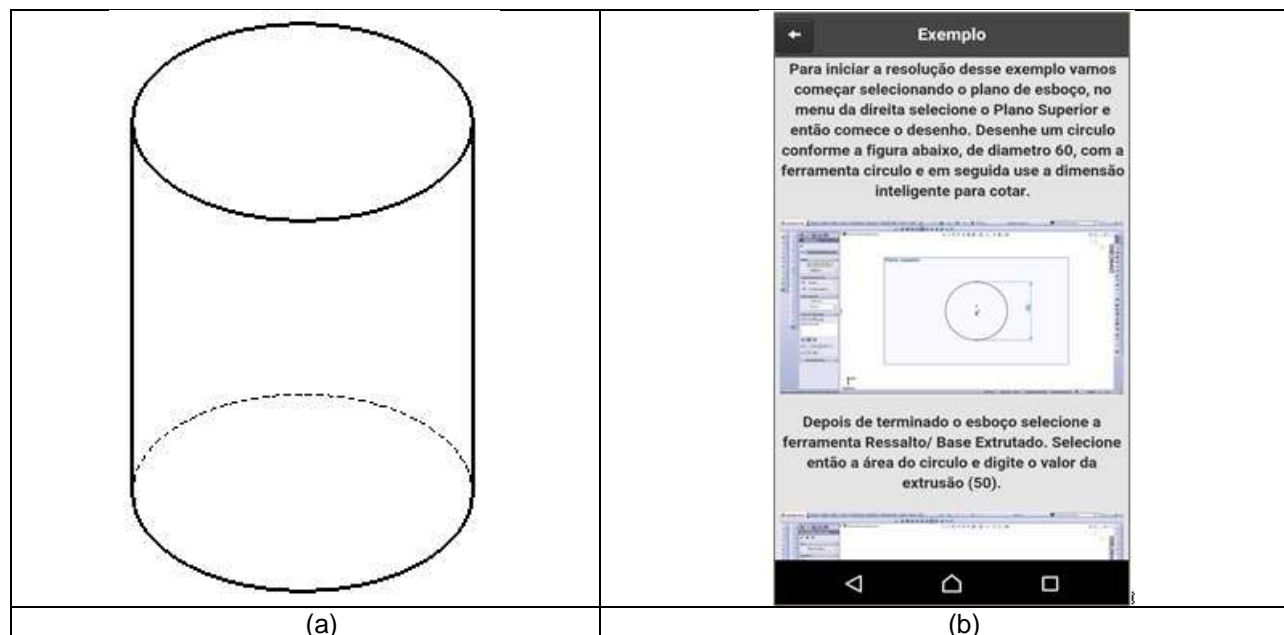 Exemplo
Para iniciar a resolução desse exemplo vamos
começar selecionando o plano de esboço, no
menu da direita selecione o Plano Superior e
então comece o desenho. Desenhe um circulo
conforme a figura abaixo, de diametro 60, com a
ferramenta circulo e em seguida use a dimensão
inteligente para cotar.
Plano superior
Depois de terminado o esboço selecione a
ferramenta Ressalto/ Base Extrutado. Selecione
então a área do circulo e digite o valor da
extrusão (50).
(a)
(b)